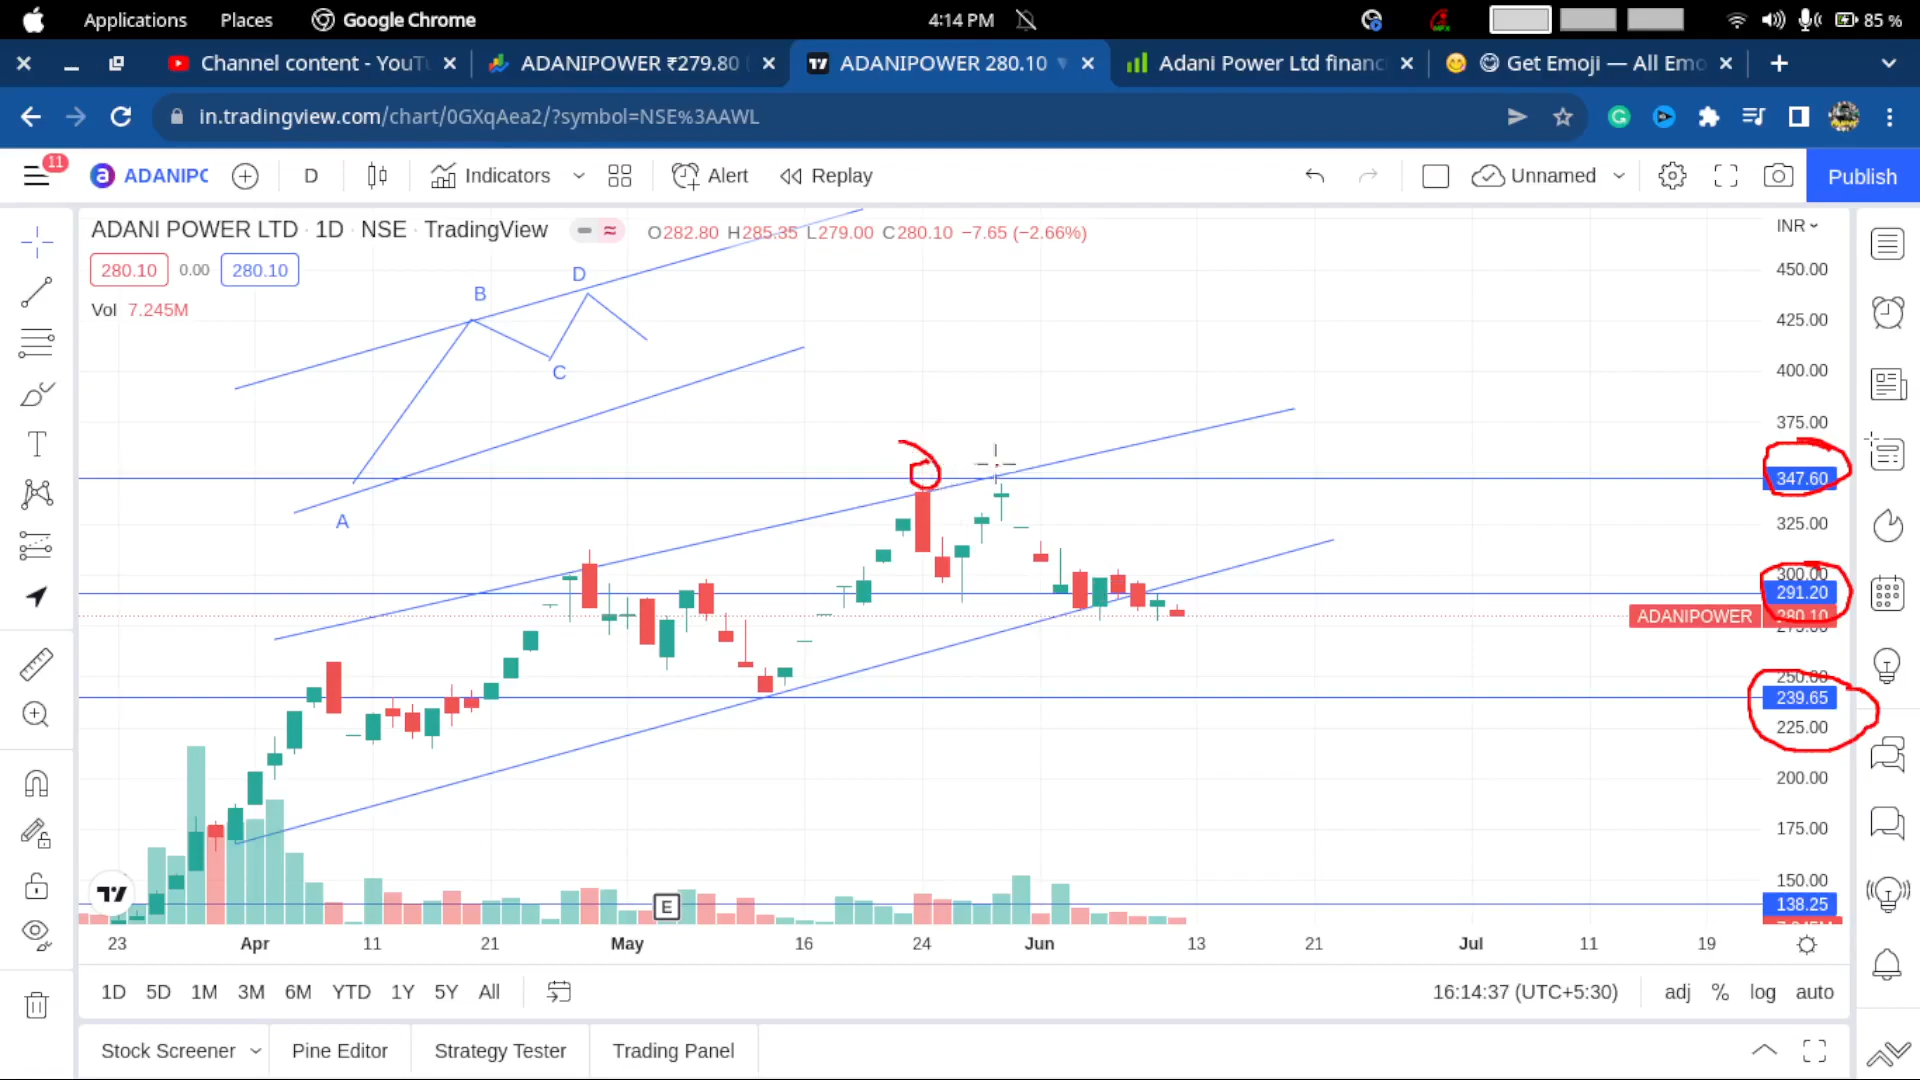 Applications Places Google Chrome 4:14 PM 85 %
Channel content - YouTu ADANIPOWER ₹279.80 ADANIPOWER 280.10 ▼ Adani Power Ltd financ 😋 Get Emoji — All Emo
in.tradingview.com/chart/0GXqAea2/?symbol=NSE%3AAWL
11
ADANIPO D Indicators Alert Replay Unnamed Publish
ADANI POWER LTD · 1D · NSE · TradingView O282.80 H285.35 L279.00 C280.10 −7.65 (−2.66%) INR
280.10 0.00 280.10
Vol 7.245M
B
D
C
A
450.00
425.00
400.00
375.00
347.60
325.00
300.00
291.20
ADANIPOWER 280.10
275.00
250.00
239.65
225.00
200.00
175.00
150.00
138.25
E
23 Apr 11 21 May 16 24 Jun 13 21 Jul 11 19
1D 5D 1M 3M 6M YTD 1Y 5Y All 16:14:37 (UTC+5:30) adj % log auto
Stock Screener Pine Editor Strategy Tester Trading Panel